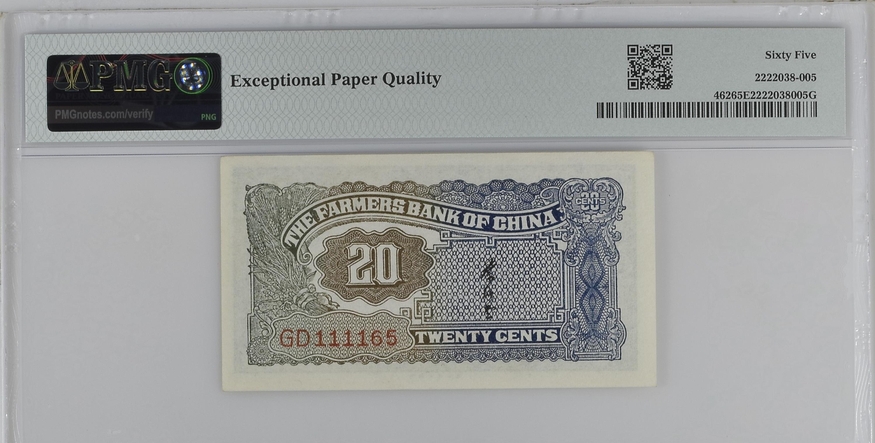 PMG
PMGnotes.com/verify
PNG
Exceptional Paper Quality
Sixty Five
2222038-005
46265E2222038005G
THE FARMERS BANK OF CHINA
CENTS
20
GD111165
TWENTY CENTS